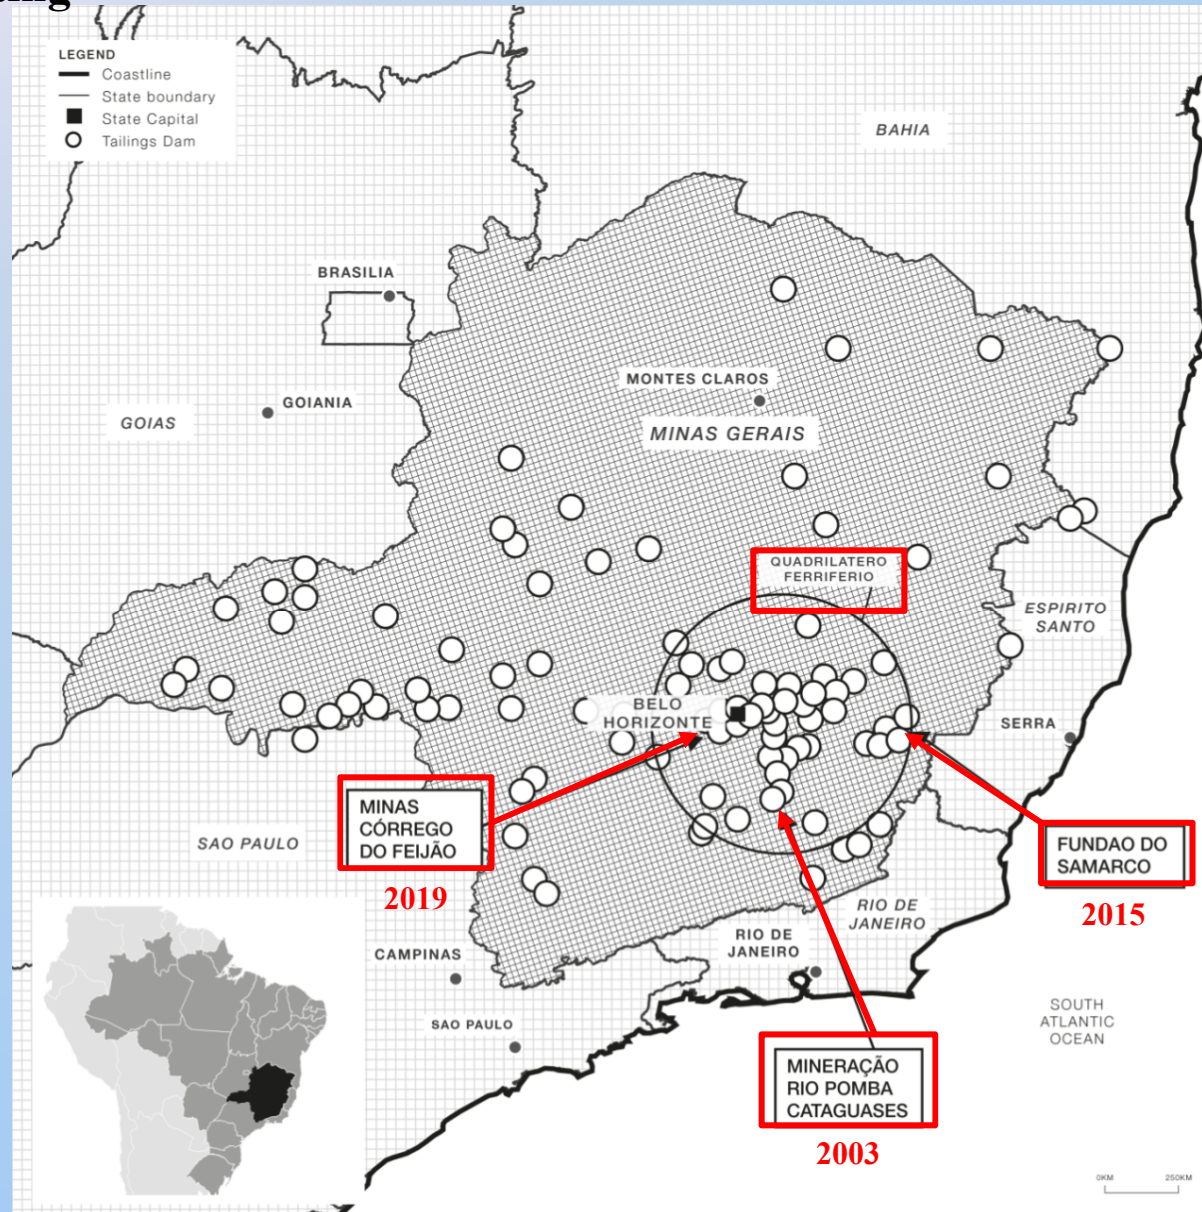 LEGEND
Coastline
State boundary
State Capital
Tailings Dam
BAHIA
BRASILIA
GOIANIA
GOIAS
MONTES CLAROS
MINAS GERAIS
QUADRILATERO
FERRIFERIO
ESPIRITO
SANTO
BELO
HORIZONTE
SERRA
MINAS
CÓRREGO
DO FEIJÃO
2019
SAO PAULO
FUNDAO DO
SAMARCO
2015
RIO DE
JANEIRO
RIO DE
JANEIRO
CAMPINAS
SAO PAULO
SOUTH
ATLANTIC
OCEAN
MINERAÇÃO
RIO POMBA
CATAGUASES
2003
0KM
250KM